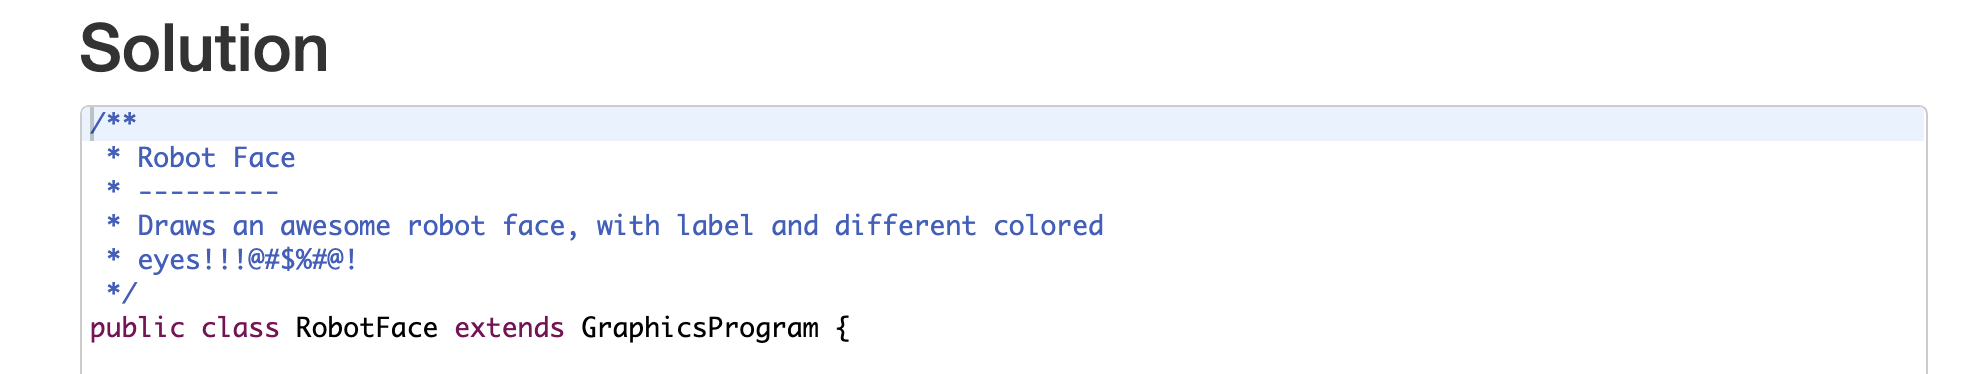 Solution
/**
 * Robot Face
 * ---------
 * Draws an awesome robot face, with label and different colored
 * eyes!!!@#$%#@!
 */
public class RobotFace extends GraphicsProgram {